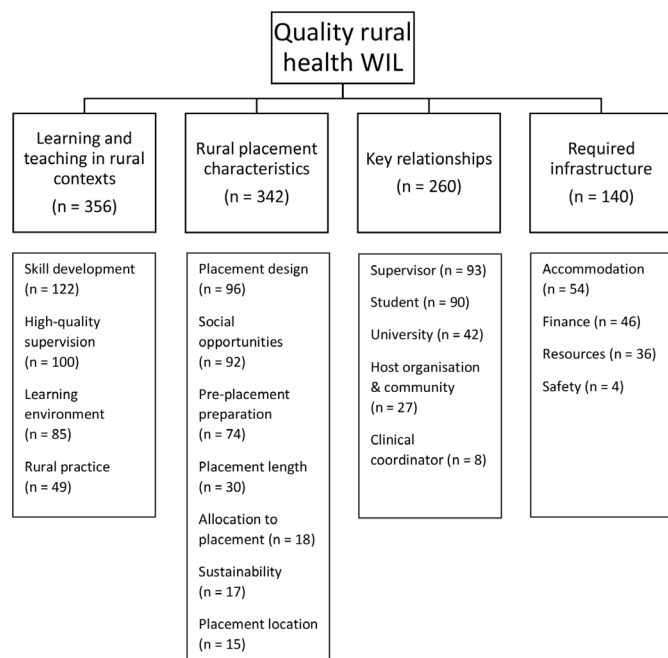 Quality rural
health WIL
Learning and
teaching in rural
contexts
(n = 356)
Rural placement
characteristics
(n = 342)
Key relationships
(n = 260)
Required
infrastructure
(n = 140)
Skill development
(n = 122)
High-quality
supervision
(n = 100)
Learning
environment
(n = 85)
Rural practice
(n = 49)
Placement design
(n = 96)
Social
opportunities
(n = 92)
Pre-placement
preparation
(n = 74)
Placement length
(n = 30)
Allocation to
placement (n = 18)
Sustainability
(n = 17)
Placement location
(n = 15)
Supervisor (n = 93)
Student (n = 90)
University (n = 42)
Host organisation
& community
(n = 27)
Clinical
coordinator (n = 8)
Accommodation
(n = 54)
Finance (n = 46)
Resources (n = 36)
Safety (n = 4)